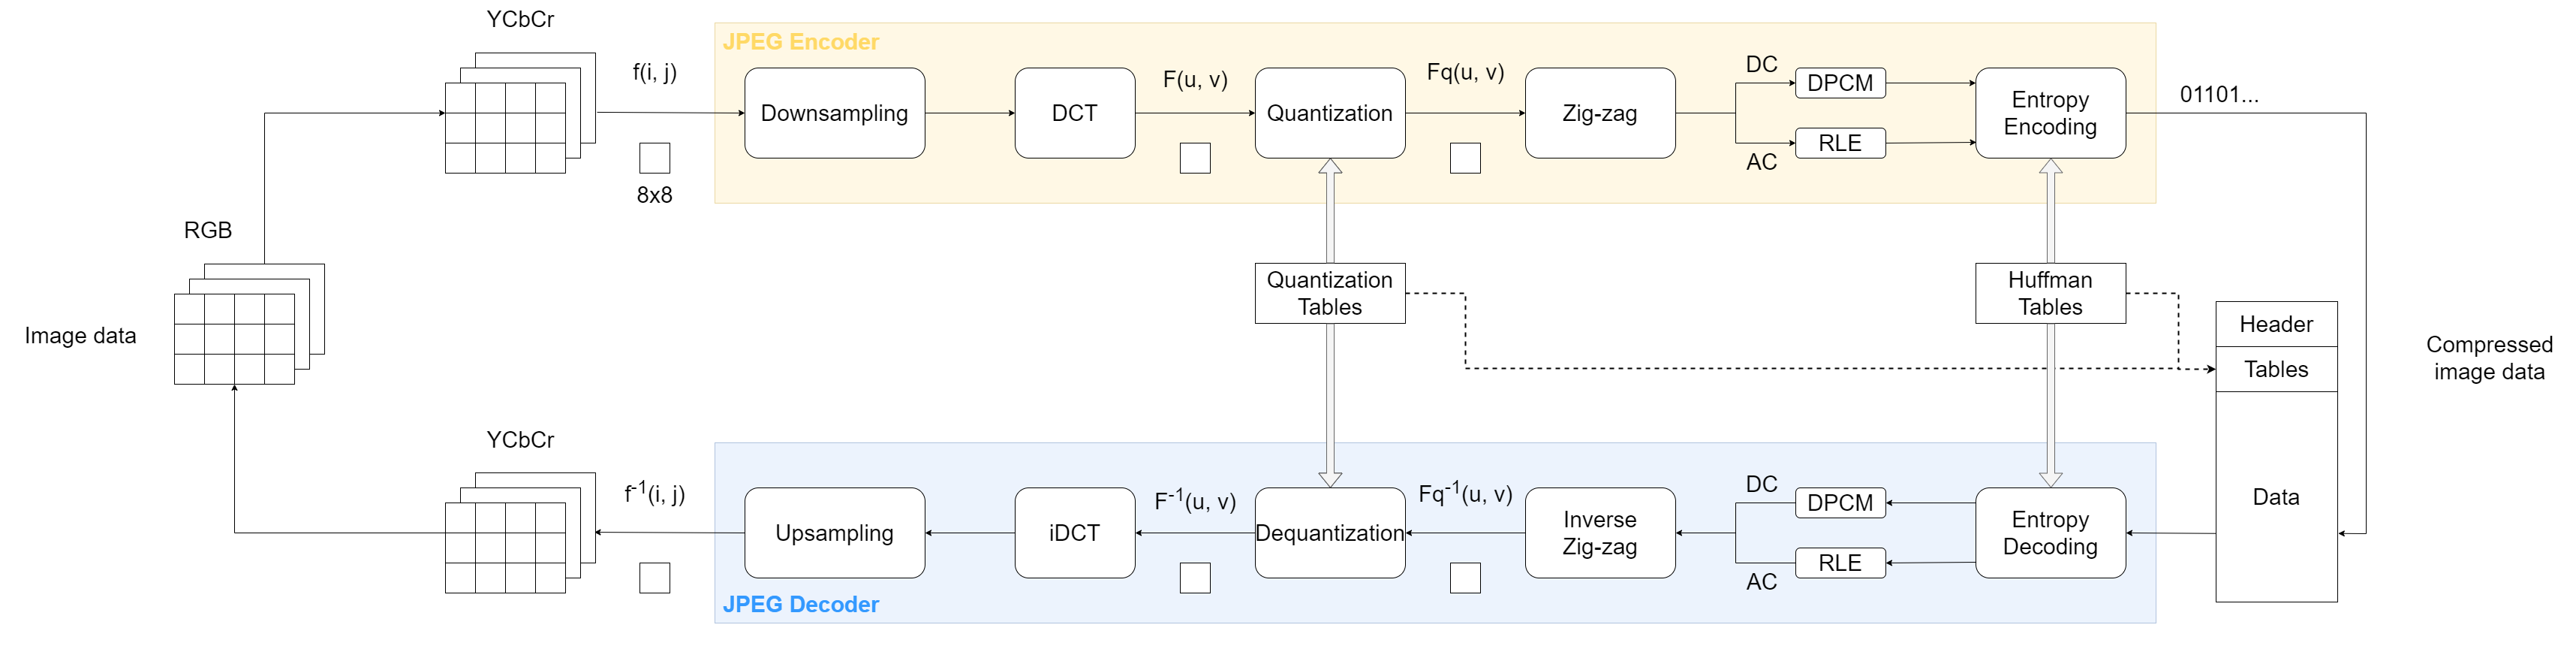 YCbCr
JPEG Encoder
f(i, j)
8x8
Downsampling
DCT
F(u, v)
Quantization
Fq(u, v)
Zig-zag
DC
DPCM
AC
RLE
Entropy
Encoding
01101...
RGB
Image data
Quantization
Tables
Huffman
Tables
Header
Tables
Data
Compressed
image data
YCbCr
f⁻¹(i, j)
Upsampling
iDCT
F⁻¹(u, v)
Dequantization
Fq⁻¹(u, v)
Inverse
Zig-zag
DC
DPCM
AC
RLE
Entropy
Decoding
JPEG Decoder